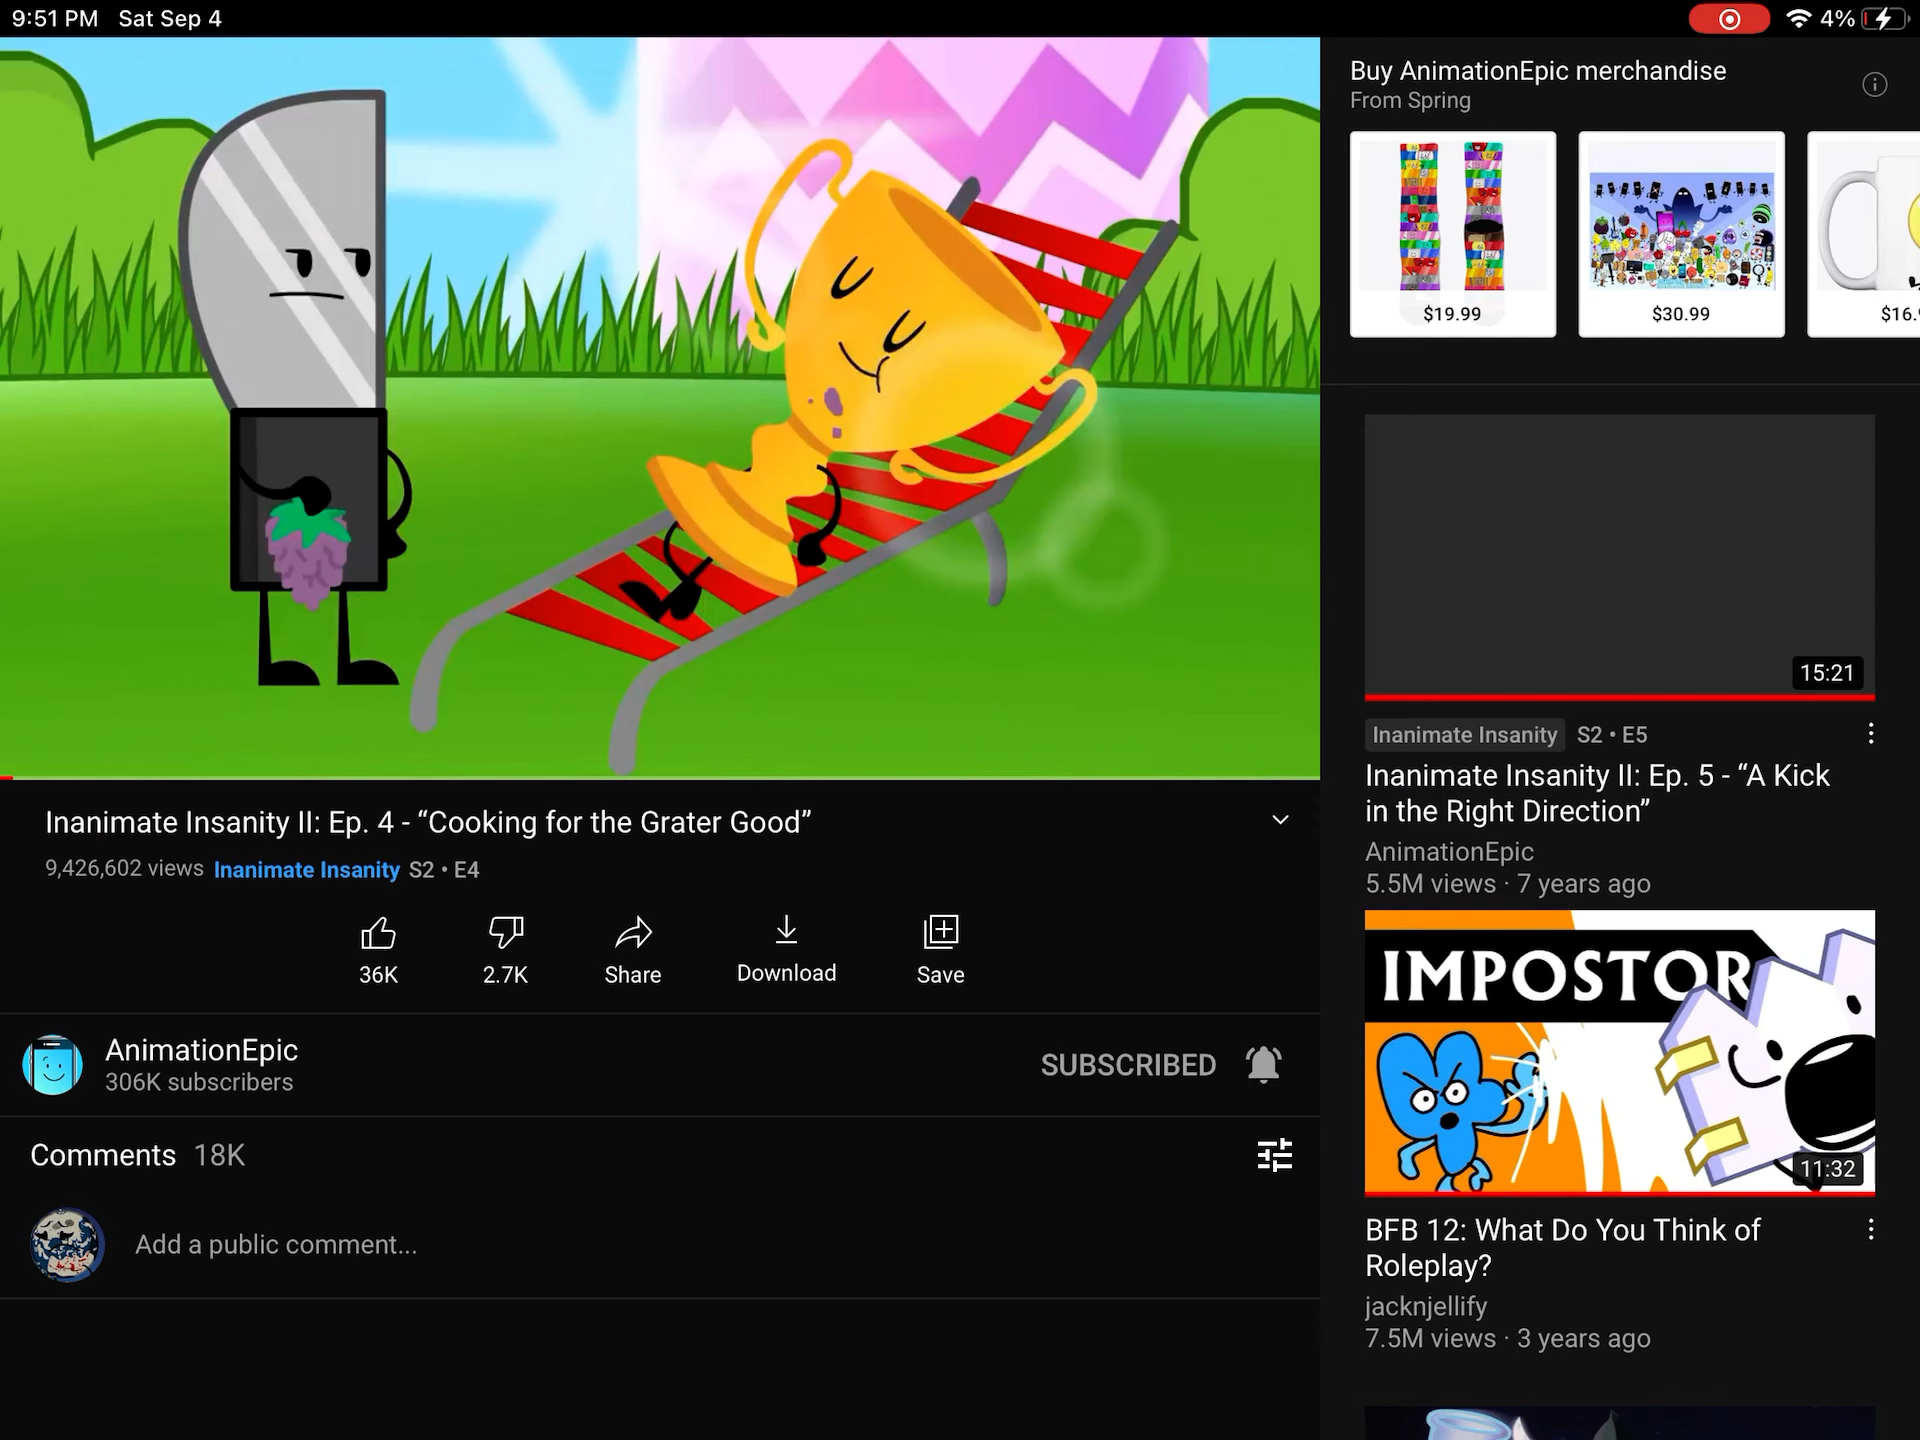 9:51 PM Sat Sep 4
4%
Buy AnimationEpic merchandise
From Spring
$19.99
$30.99
$16.
15:21
Inanimate Insanity S2 • E5
Inanimate Insanity II: Ep. 5 - “A Kick
in the Right Direction”
AnimationEpic
5.5M views · 7 years ago
IMPOSTOR
11:32
BFB 12: What Do You Think of
Roleplay?
jacknjellify
7.5M views · 3 years ago
Inanimate Insanity II: Ep. 4 - “Cooking for the Grater Good”
9,426,602 views Inanimate Insanity S2 • E4
36K
2.7K
Share
Download
Save
AnimationEpic
306K subscribers
SUBSCRIBED
Comments 18K
Add a public comment...